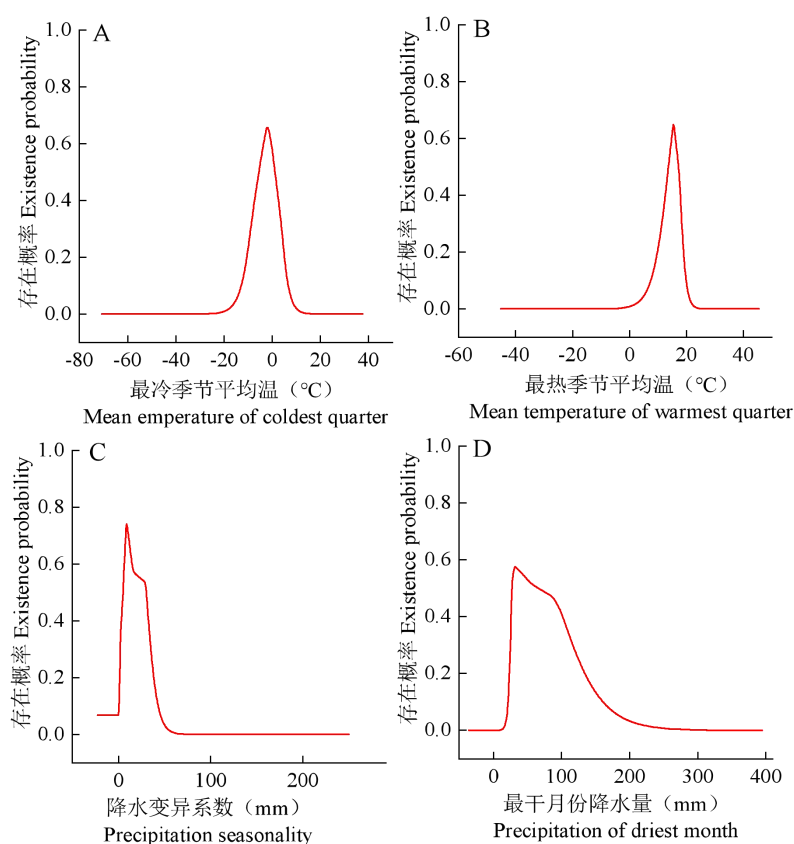 A
存在概率 Existence probability
1.0
0.8
0.6
0.4
0.2
0.0
-80 -60 -40 -20 0 20 40
最冷季节平均温（℃）
Mean emperature of coldest quarter
B
存在概率 Existence probability
1.0
0.8
0.6
0.4
0.2
0.0
-60 -40 -20 0 20 40
最热季节平均温（℃）
Mean temperature of warmest quarter
C
存在概率 Existence probability
1.0
0.8
0.6
0.4
0.2
0.0
0 100 200
降水变异系数（mm）
Precipitation seasonality
D
存在概率 Existence probability
1.0
0.8
0.6
0.4
0.2
0.0
0 100 200 300 400
最干月份降水量（mm）
Precipitation of driest month